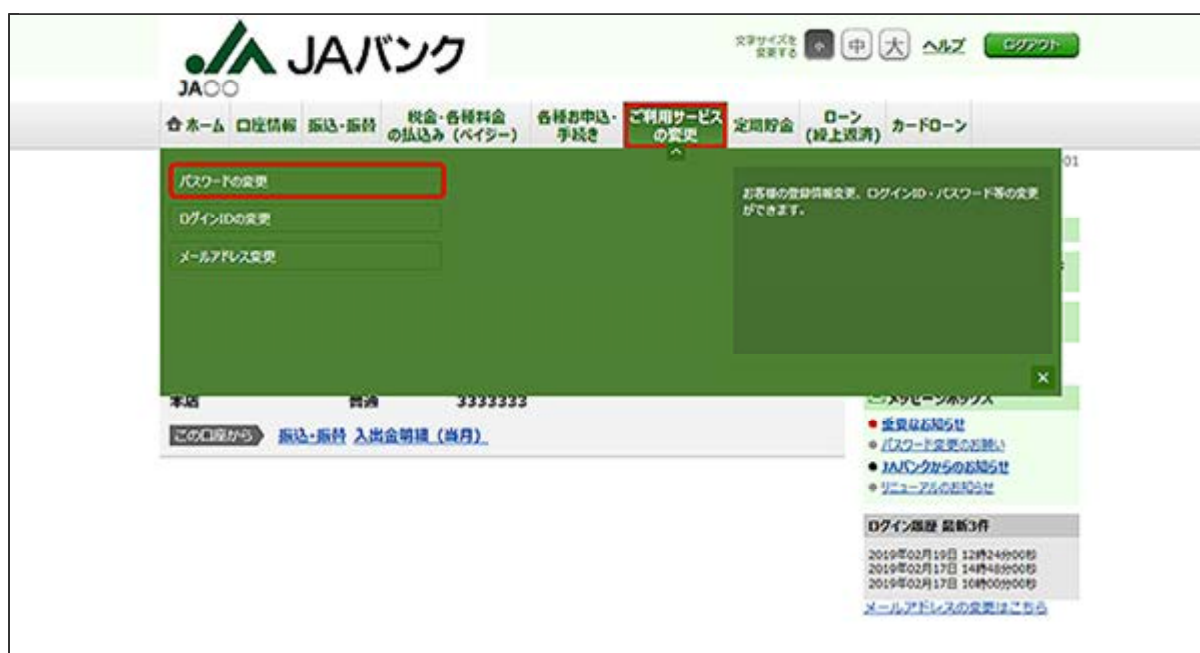 JAバンク
JA○○
文字サイズを
変更する
小 中 大 ヘルプ ログアウト
ホーム 口座情報 振込・振替
税金・各種料金
の払込み(ペイジー)
各種お申込・
手続き
ご利用サービス
の変更
定期貯金
ローン
(繰上返済)
カードローン
01
パスワードの変更
ログインIDの変更
メールアドレス変更
お客様の登録情報変更、ログインID・パスワード等の変更
ができます。
×
本店 普通 3333333
この口座から 振込・振替 入出金明細(当月)
メッセージボックス
重要なお知らせ
パスワード変更のお願い
JAバンクからのお知らせ
リニューアルのお知らせ
ログイン履歴 最新3件
2019年02月19日 12時24分00秒
2019年02月17日 14時48分00秒
2019年02月17日 10時00分00秒
メールアドレスの変更はこちら